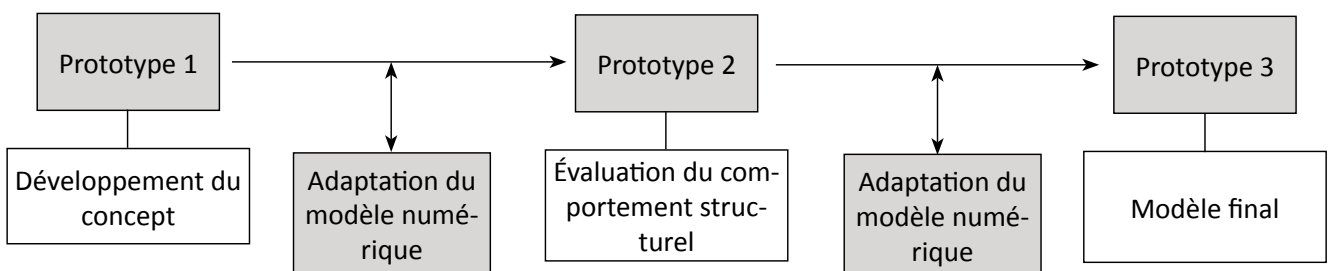 Prototype 1
Prototype 2
Prototype 3
Développement du
concept
Adaptation du
modèle numé-
rique
Évaluation du com-
portement struc-
turel
Adaptation du
modèle numé-
rique
Modèle final